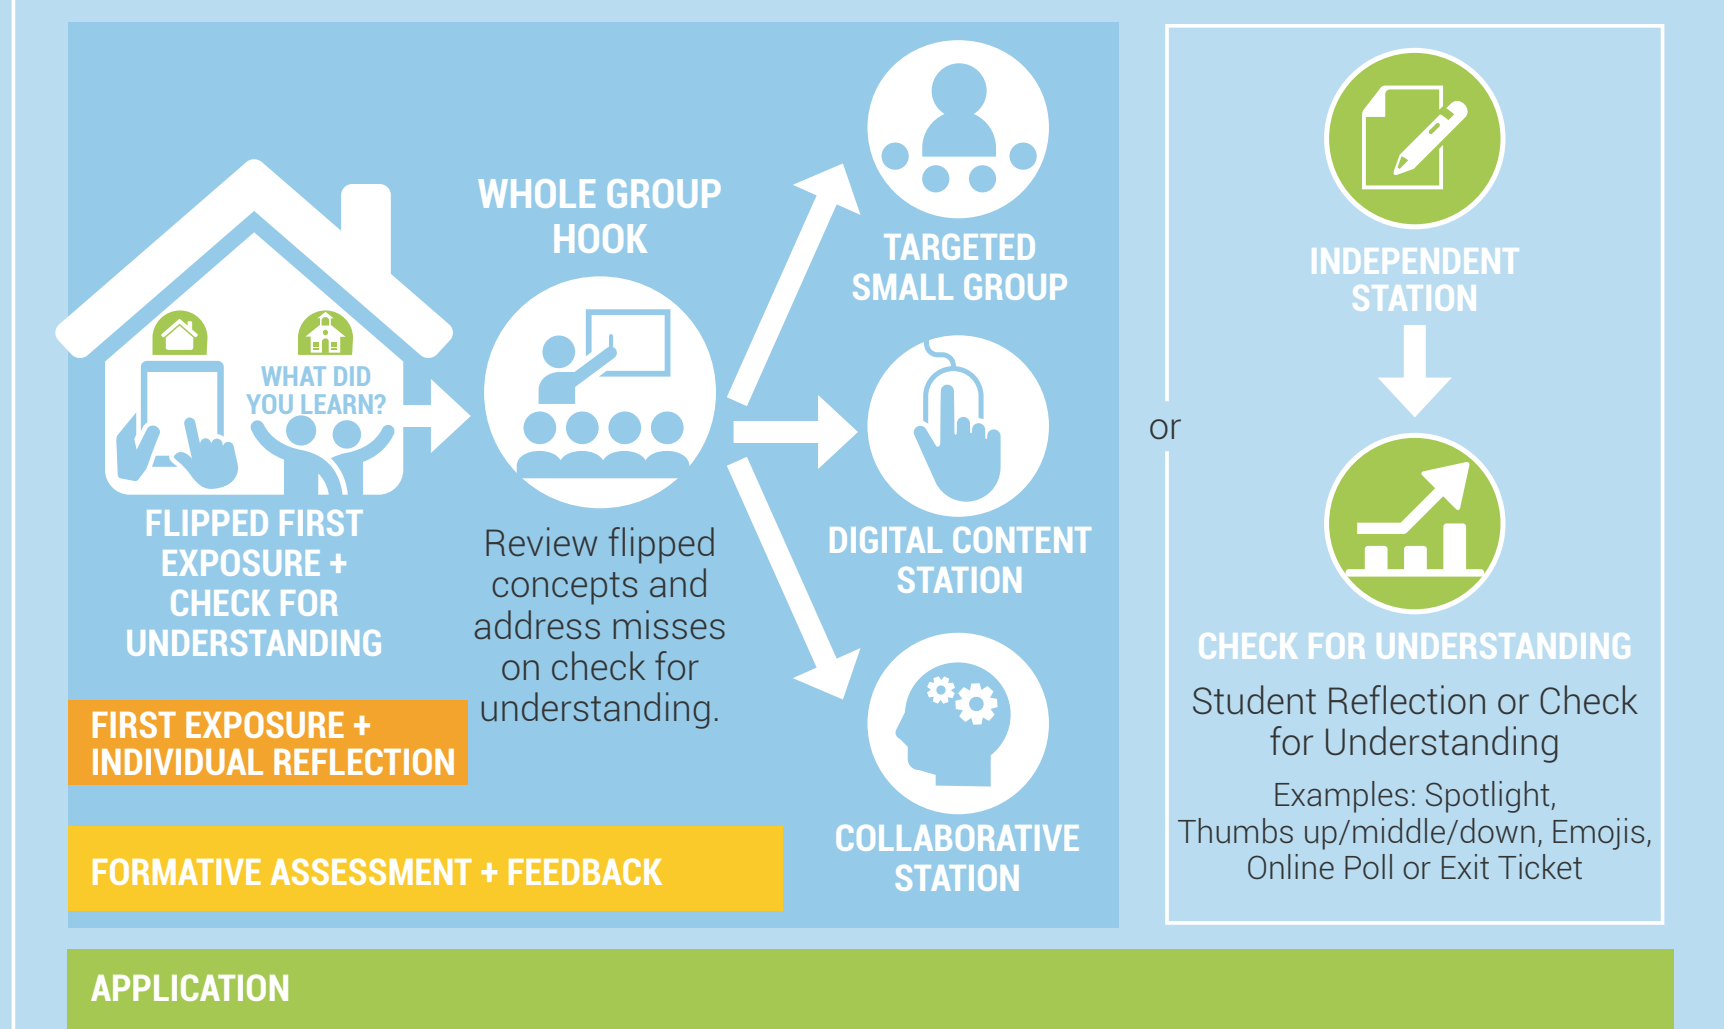 WHAT DID
YOU LEARN?
FLIPPED FIRST
EXPOSURE +
CHECK FOR
UNDERSTANDING
WHOLE GROUP
HOOK
Review flipped
concepts and
address misses
on check for
understanding.
TARGETED
SMALL GROUP
DIGITAL CONTENT
STATION
COLLABORATIVE
STATION
FIRST EXPOSURE +
INDIVIDUAL REFLECTION
FORMATIVE ASSESSMENT + FEEDBACK
or
INDEPENDENT
STATION
CHECK FOR UNDERSTANDING
Student Reflection or Check
for Understanding
Examples: Spotlight,
Thumbs up/middle/down, Emojis,
Online Poll or Exit Ticket
APPLICATION